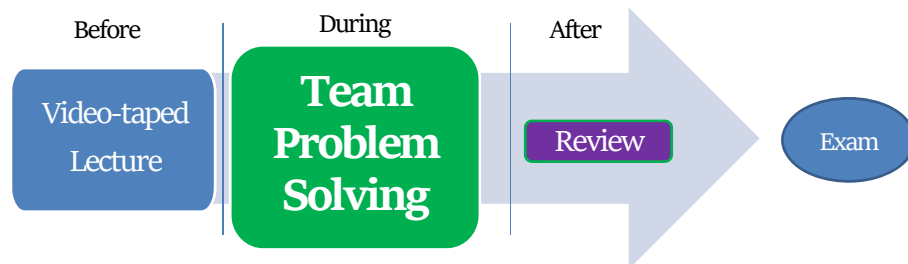 Before
During
After
Video-taped
Lecture
Team
Problem
Solving
Review
Exam